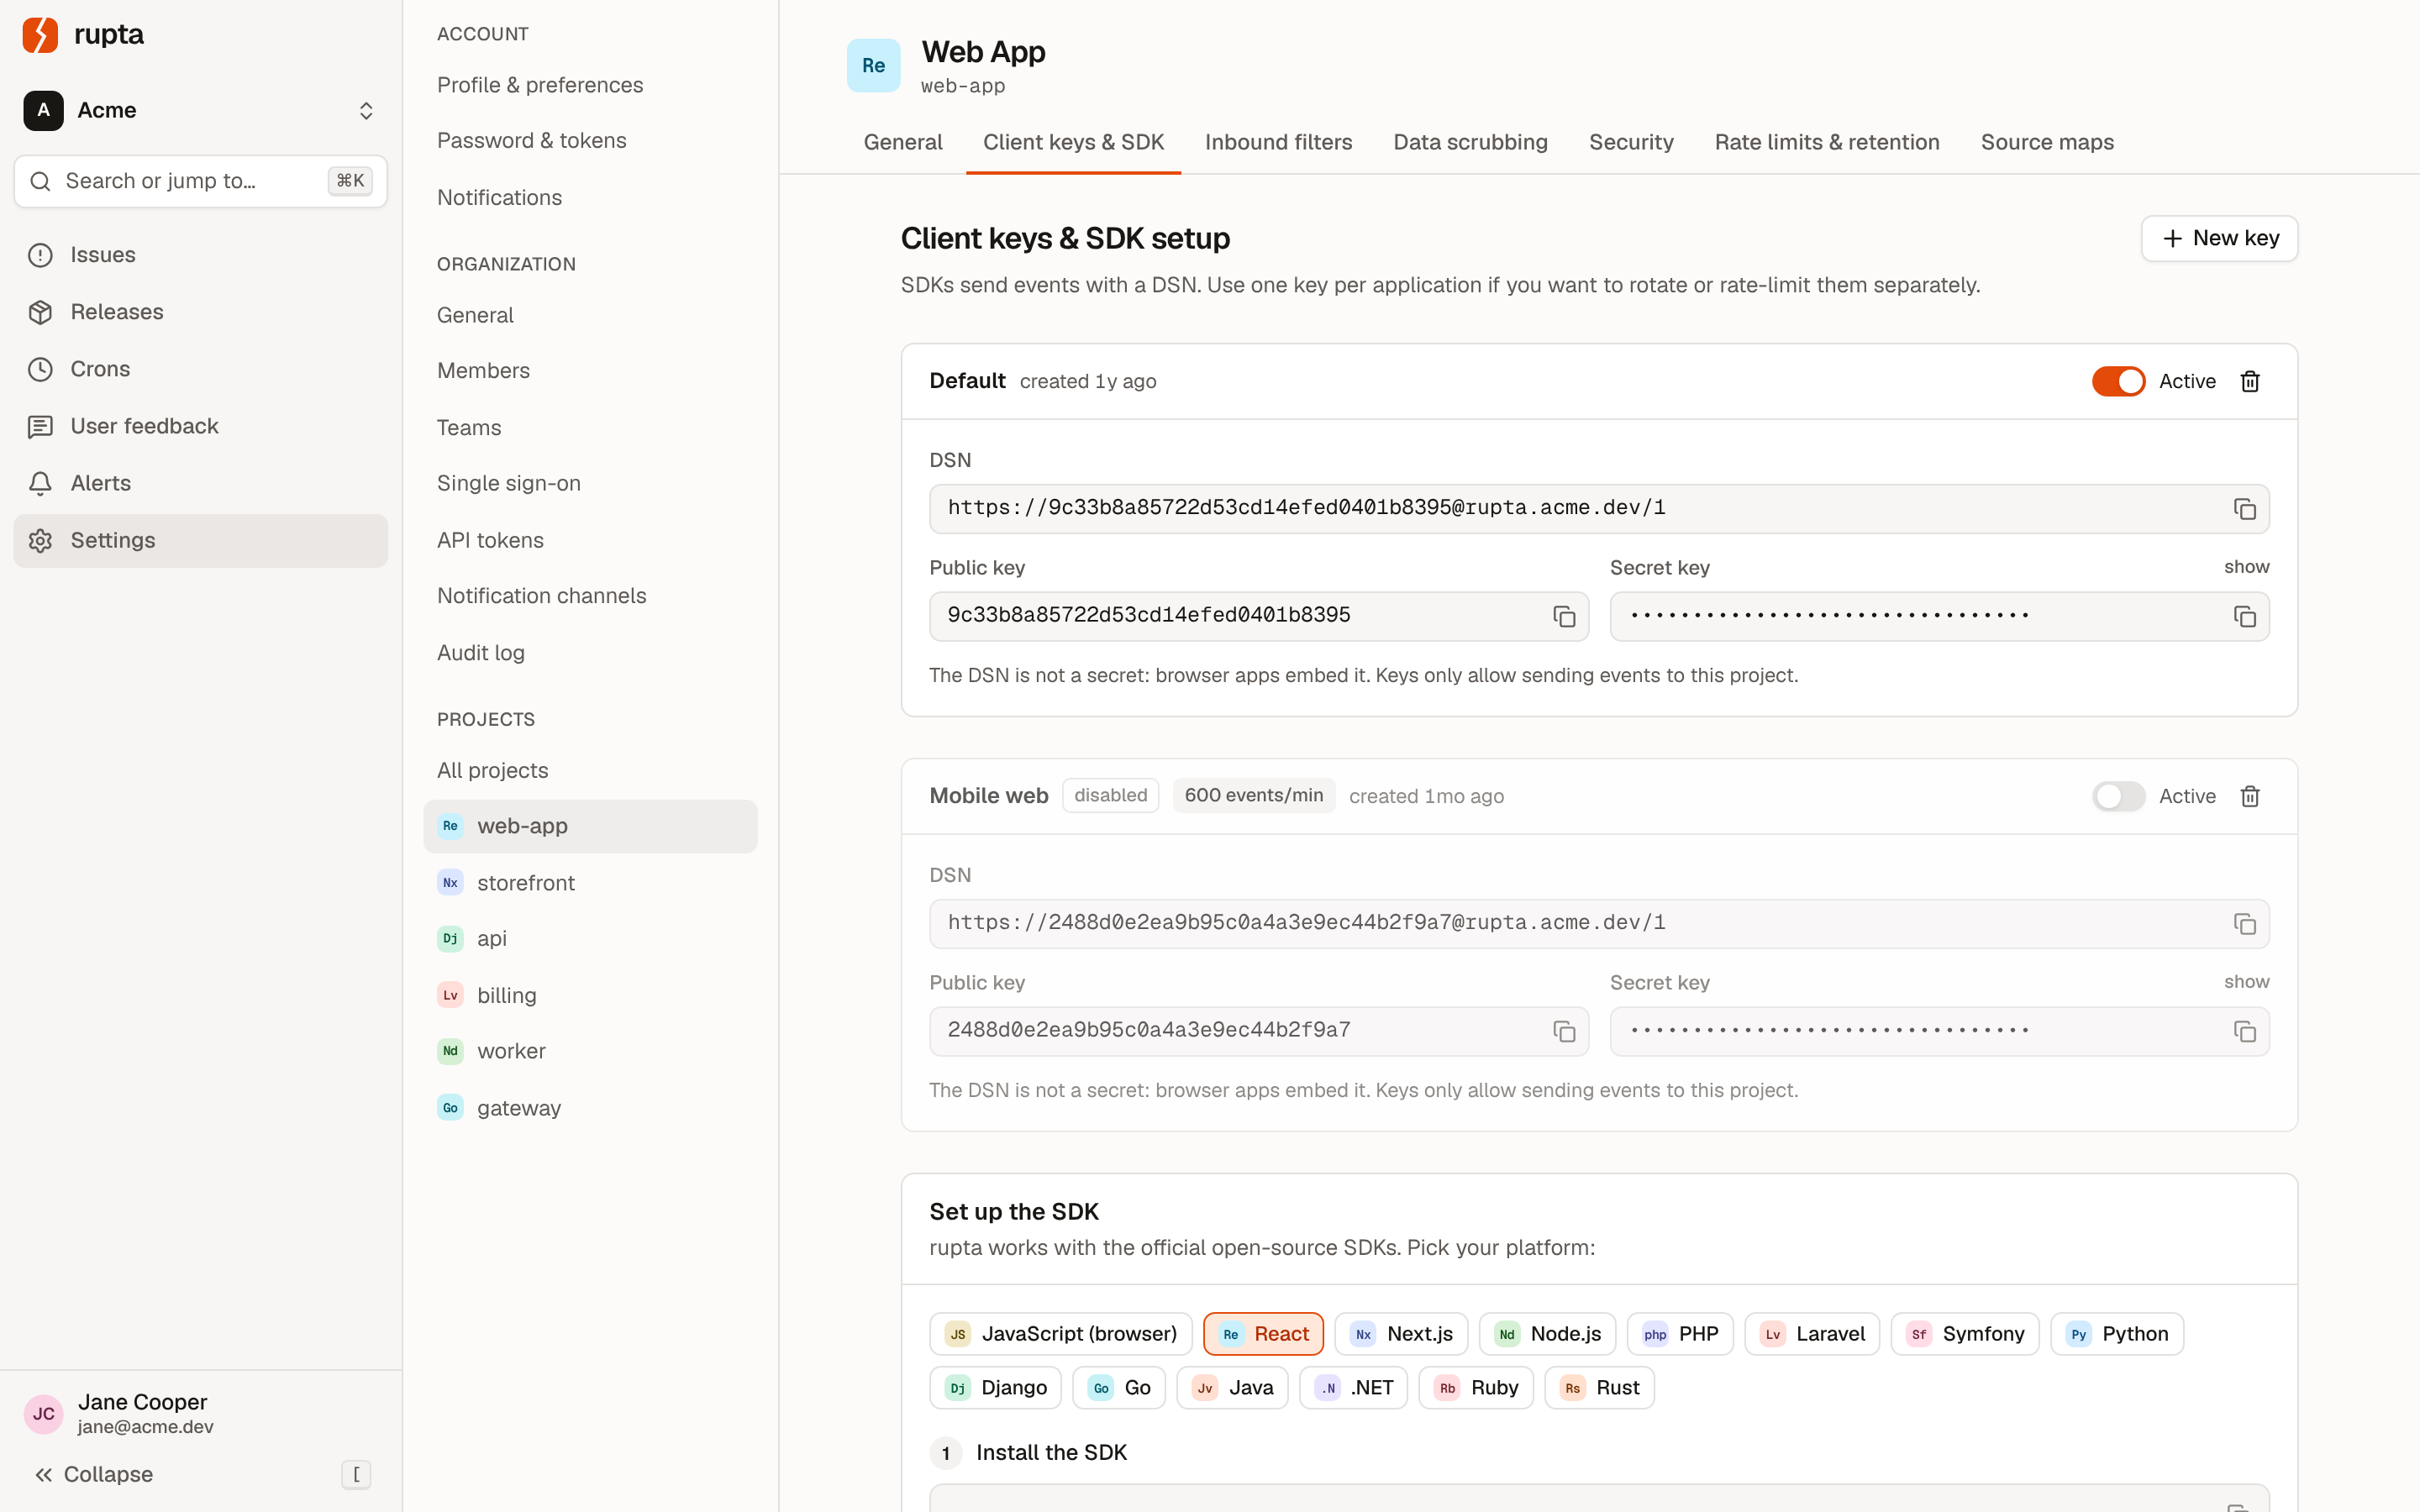 rupta
A
Acme
Search or jump to...
⌘K
Issues
Releases
Crons
User feedback
Alerts
Settings
JC
Jane Cooper
jane@acme.dev
Collapse
[
ACCOUNT
Profile & preferences
Password & tokens
Notifications
ORGANIZATION
General
Members
Teams
Single sign-on
API tokens
Notification channels
Audit log
PROJECTS
All projects
Re web-app
Nx storefront
Dj api
Lv billing
Nd worker
Go gateway
Re
Web App
web-app
General Client keys & SDK Inbound filters Data scrubbing Security Rate limits & retention Source maps
Client keys & SDK setup
New key
SDKs send events with a DSN. Use one key per application if you want to rotate or rate-limit them separately.
Default created 1y ago Active
DSN
https://9c33b8a85722d53cd14efed0401b8395@rupta.acme.dev/1
Public key Secret key show
9c33b8a85722d53cd14efed0401b8395 ••••••••••••••••••••••••••••••••
The DSN is not a secret: browser apps embed it. Keys only allow sending events to this project.
Mobile web disabled 600 events/min created 1mo ago Active
DSN
https://2488d0e2ea9b95c0a4a3e9ec44b2f9a7@rupta.acme.dev/1
Public key Secret key show
2488d0e2ea9b95c0a4a3e9ec44b2f9a7 ••••••••••••••••••••••••••••••••
The DSN is not a secret: browser apps embed it. Keys only allow sending events to this project.
Set up the SDK
rupta works with the official open-source SDKs. Pick your platform:
JS JavaScript (browser) Re React Nx Next.js Nd Node.js php PHP Lv Laravel Sf Symfony Py Python
Dj Django Go Go Jv Java .N .NET Rb Ruby Rs Rust
1 Install the SDK